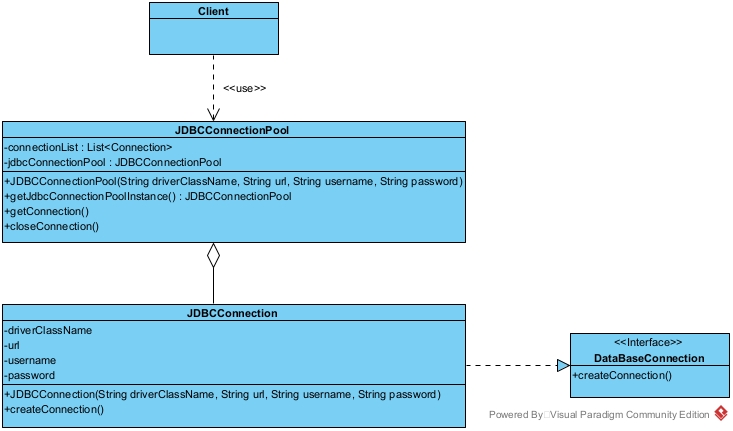 Client
<<use>>
JDBCConnectionPool
-connectionList : List<Connection>
-jdbcConnectionPool : JDBCConnectionPool
+JDBCConnectionPool(String driverClassName, String url, String username, String password)
+getJdbcConnectionPoolInstance() : JDBCConnectionPool
+getConnection()
+closeConnection()
JDBCConnection
-driverClassName
-url
-username
-password
+JDBCConnection(String driverClassName, String url, String username, String password)
+createConnection()
<<Interface>>
DataBaseConnection
+createConnection()
Powered By Visual Paradigm Community Edition